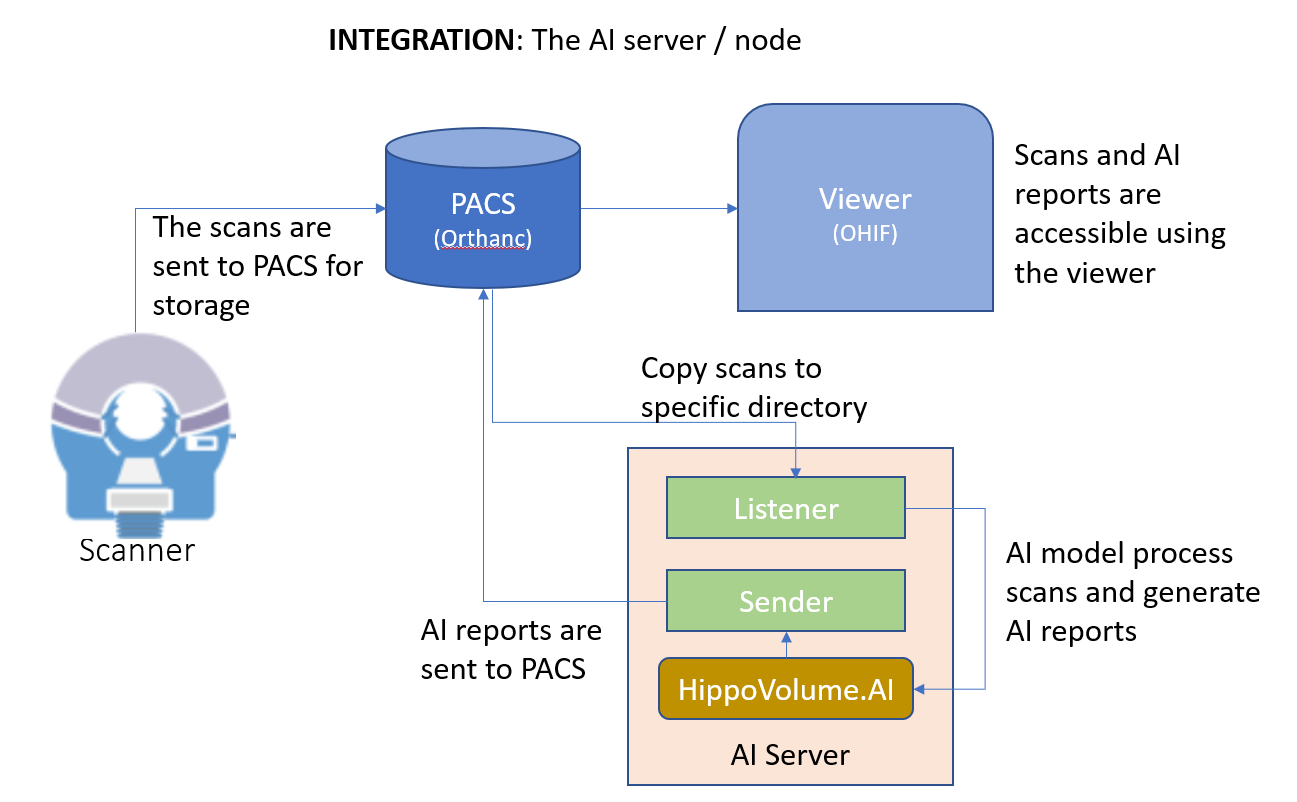 INTEGRATION: The AI server / node
PACS
(Orthanc)
Viewer
(OHIF)
Scans and AI
reports are
accessible using
the viewer
The scans are
sent to PACS for
storage
Scanner
Copy scans to
specific directory
Listener
Sender
HippoVolume.AI
AI Server
AI model process
scans and generate
AI reports
AI reports are
sent to PACS